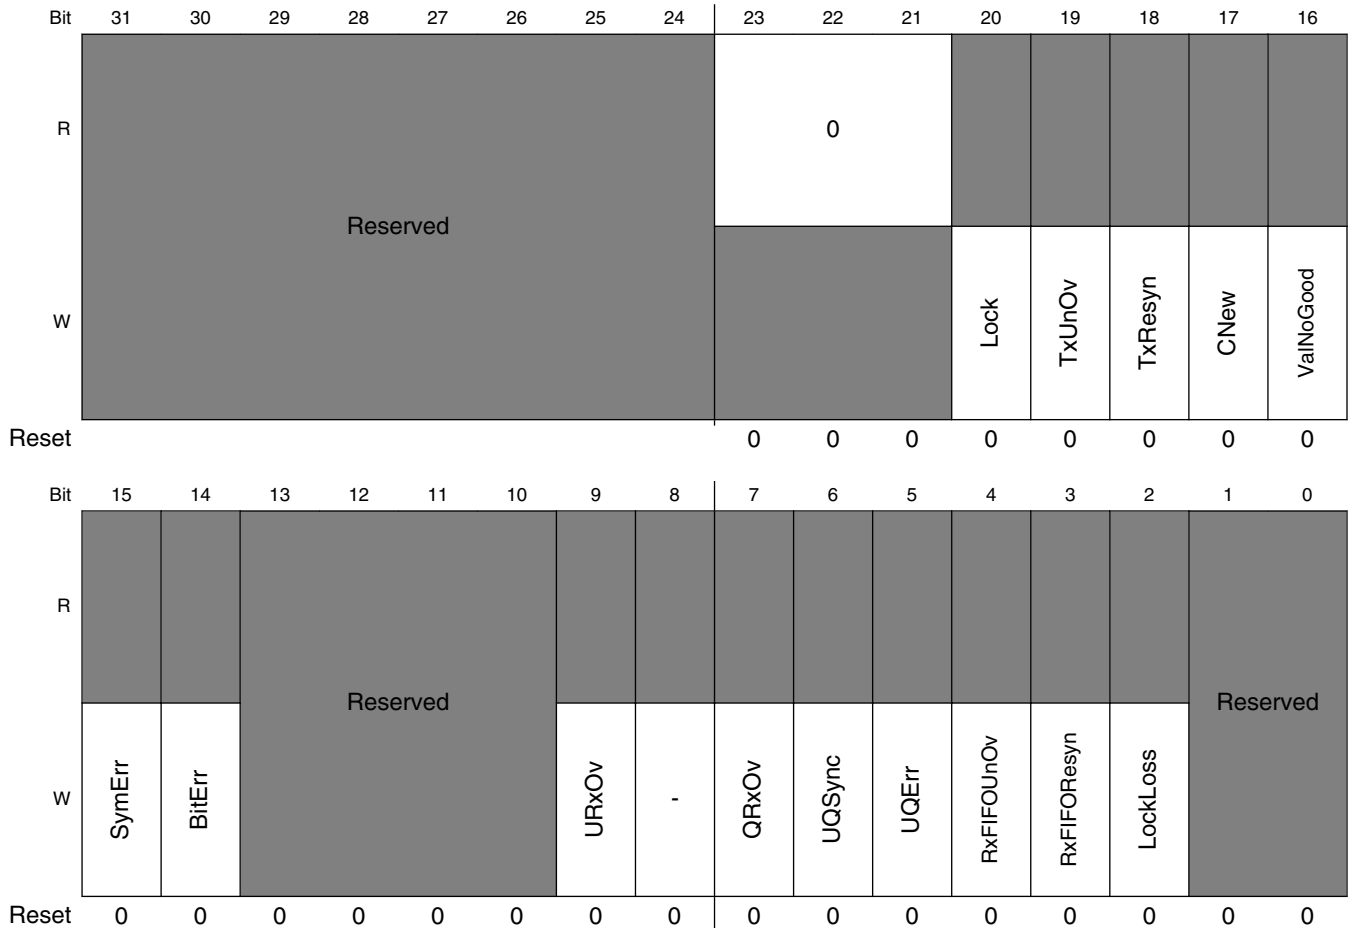 Bit 31 30 29 28 27 26 25 24 23 22 21 20 19 18 17 16
R 0
Reserved
W Lock TxUnOv TxResyn CNew ValNoGood
Reset 0 0 0 0 0 0 0 0
Bit 15 14 13 12 11 10 9 8 7 6 5 4 3 2 1 0
R
Reserved Reserved
W SymErr BitErr URxOv - QRxOv UQSync UQErr RxFIFOUnOv RxFIFOResyn LockLoss
Reset 0 0 0 0 0 0 0 0 0 0 0 0 0 0 0 0